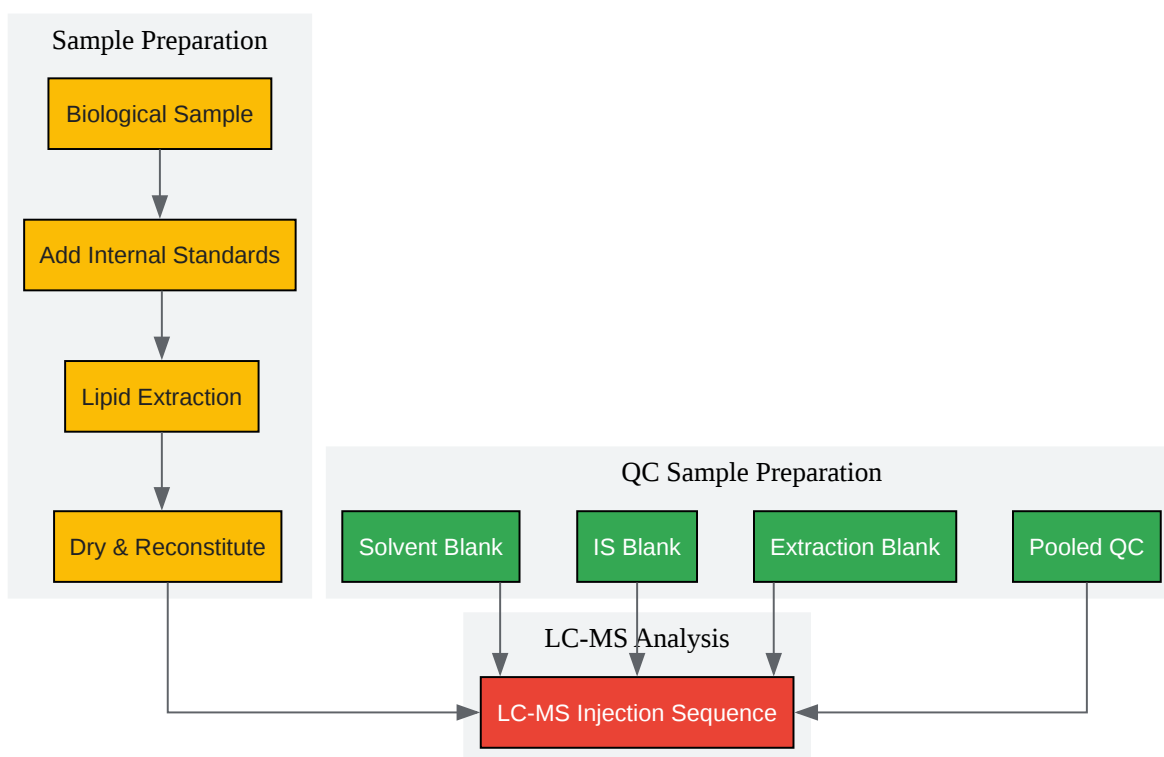 Sample Preparation
Biological Sample
Add Internal Standards
Lipid Extraction
Dry & Reconstitute
QC Sample Preparation
Solvent Blank
IS Blank
Extraction Blank
Pooled QC
LC-MS Analysis
LC-MS Injection Sequence